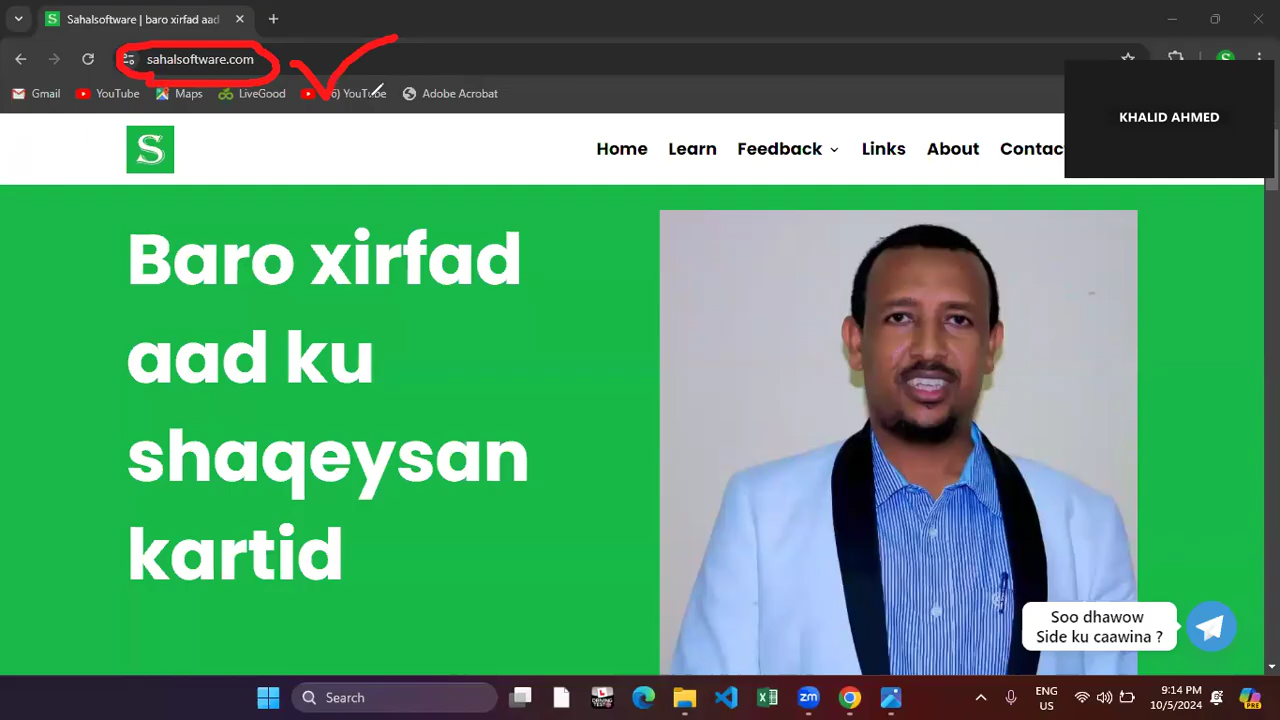 Sahalsoftware | baro xirfad aad
sahalsoftware.com
Gmail YouTube Maps LiveGood YouTube Adobe Acrobat
KHALID AHMED
S Home Learn Feedback Links About Contac
Baro xirfad
aad ku
shaqeysan
kartid
Soo dhawow
Side ku caawina ?
Search
ENG
US
9:14 PM
10/5/2024
PRE